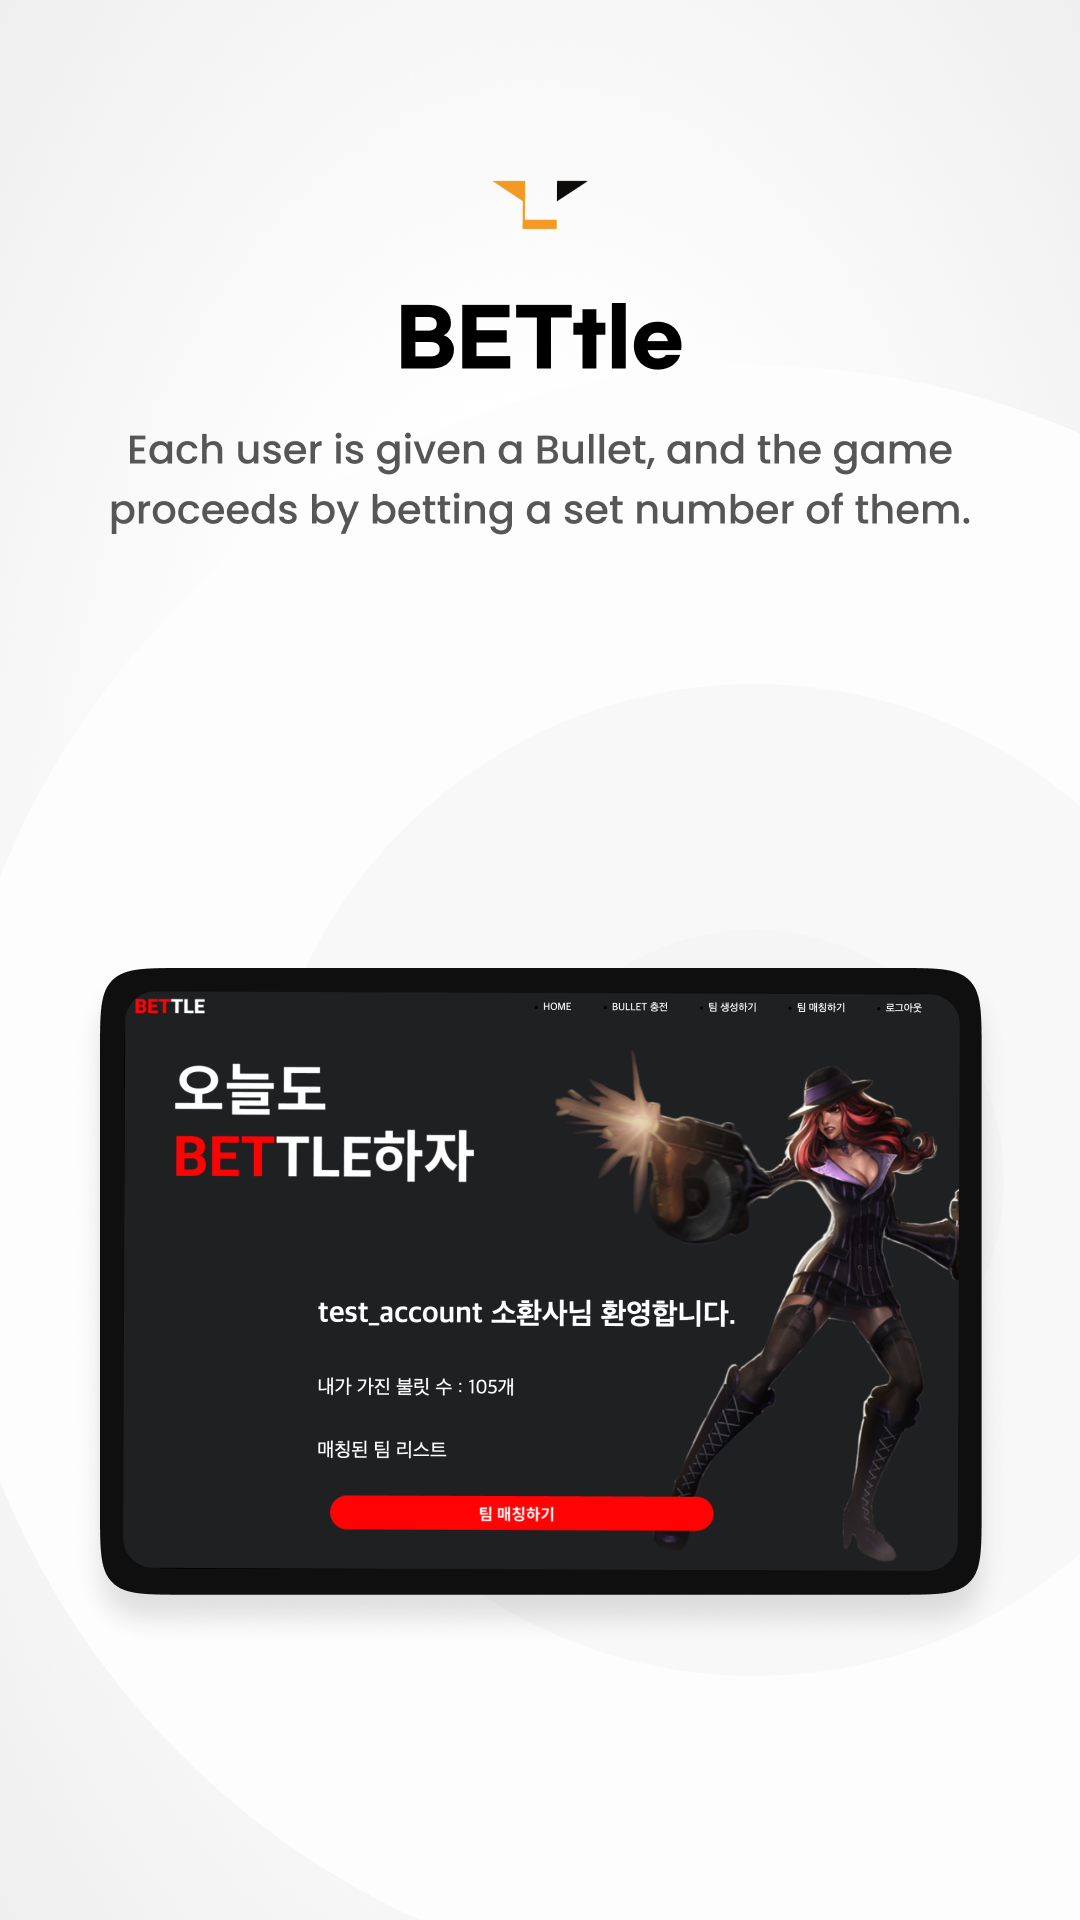 BETtle
Each user is given a Bullet, and the game
proceeds by betting a set number of them.
BETTLE
HOME
BULLET 충전
팀 생성하기
팀 매칭하기
로그아웃
오늘도
BETTLE하자
test_account 소환사님 환영합니다.
내가 가진 불릿 수 : 105개
매칭된 팀 리스트
팀 매칭하기